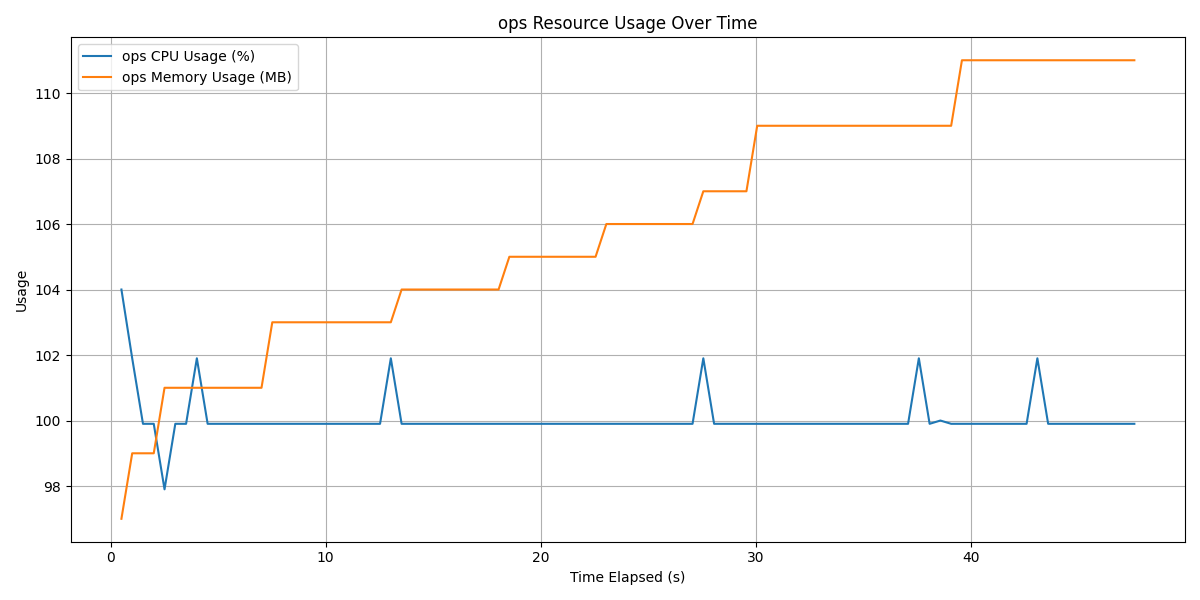 ops Resource Usage Over Time
ops CPU Usage (%)
ops Memory Usage (MB)
Usage
110
108
106
104
102
100
98
0 10 20 30 40
Time Elapsed (s)